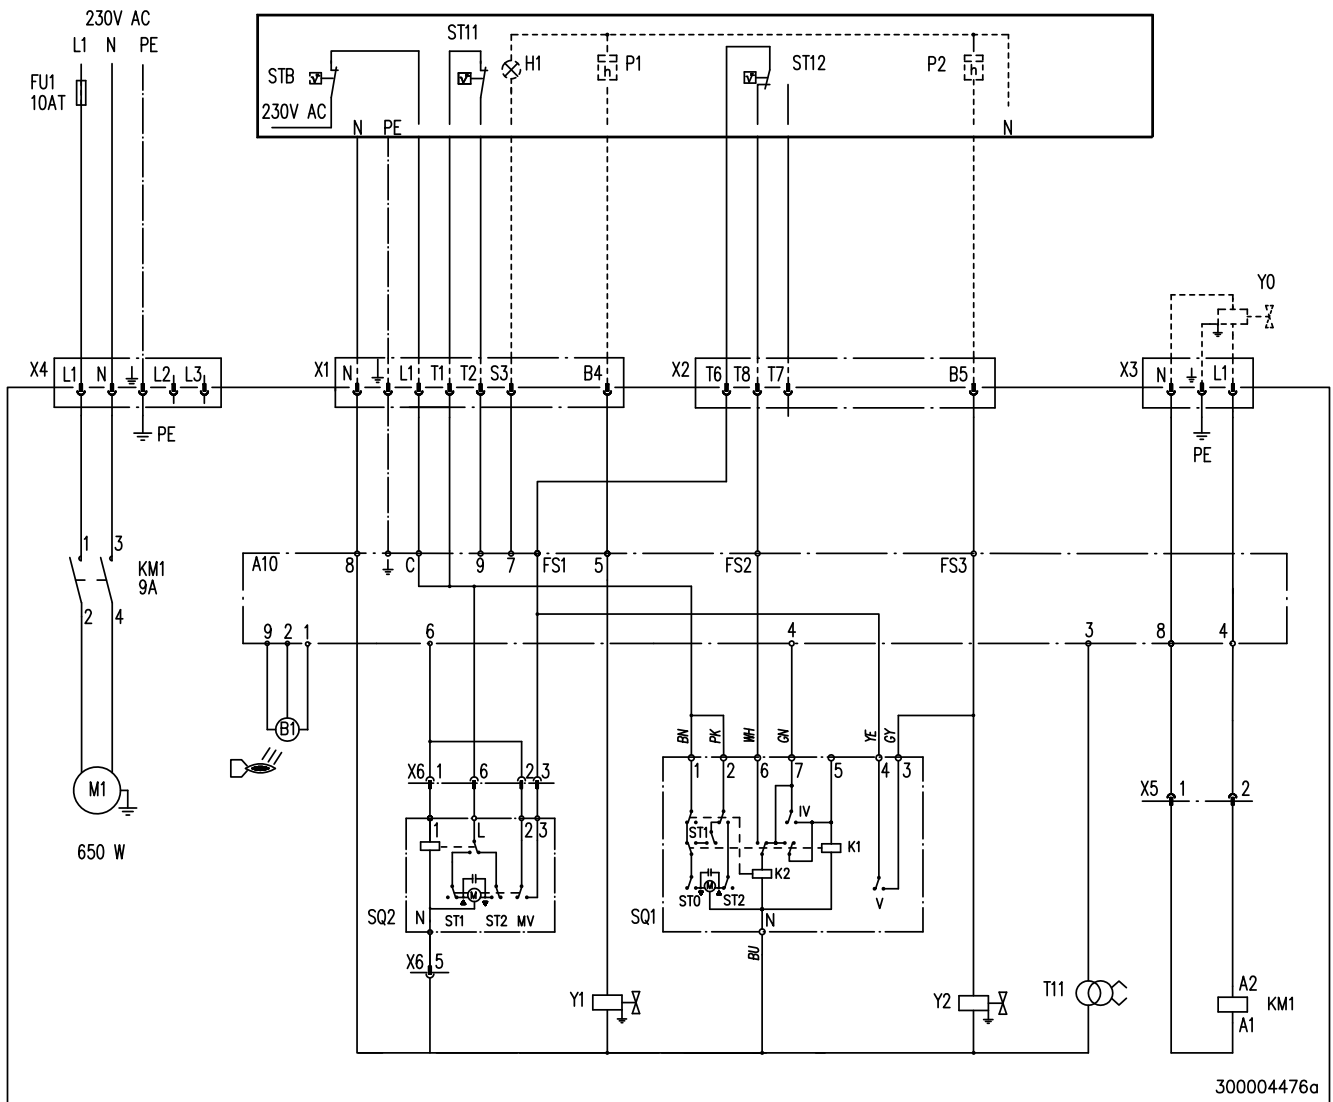 230V AC
L1 N PE
FU1
10AT
STB
230V AC
N PE
ST11
H1
P1
ST12
P2
N
Y0
X4 L1 N L2 L3
X1 N L1 T1 T2 S3 B4
X2 T6 T8 T7 B5
X3 N L1
PE
PE
A10 8 C 9 7 FS1 5 FS2 FS3
1 3
KM1
9A
2 4
9 2 1 6 4 3 8 4
B1
M1
650 W
BN PK WH GN YE GY
X6 1 6 2 3
1 L 2 3
1 2 6 7 5 4 3
X5 1 2
ST1 IV
K1
K2
M
ST1 ST2 MV
SQ2 N
M
ST0 ST2
V
SQ1 N
BU
X6 5
Y1
Y2
T11
A2
KM1
A1
300004476a